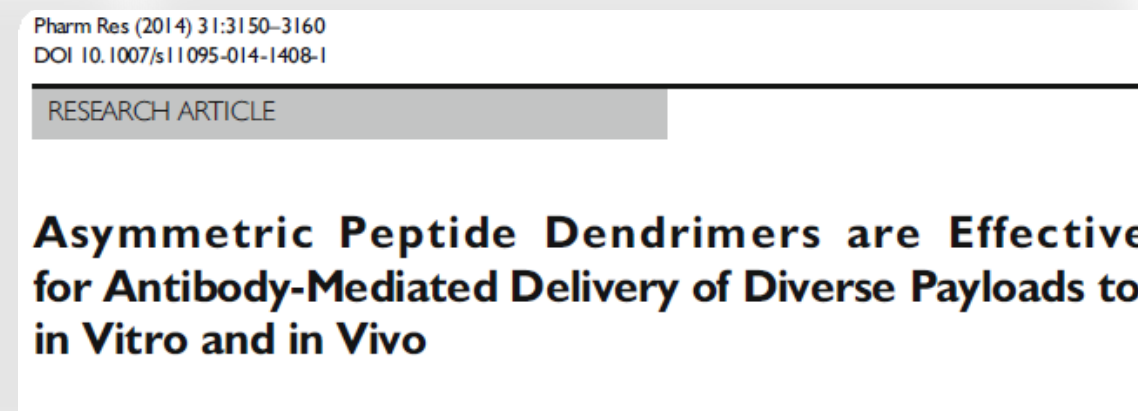 Pharm Res (2014) 31:3150–3160
DOI 10.1007/s11095-014-1408-1
RESEARCH ARTICLE
Asymmetric Peptide Dendrimers are Effective
for Antibody-Mediated Delivery of Diverse Payloads to
in Vitro and in Vivo